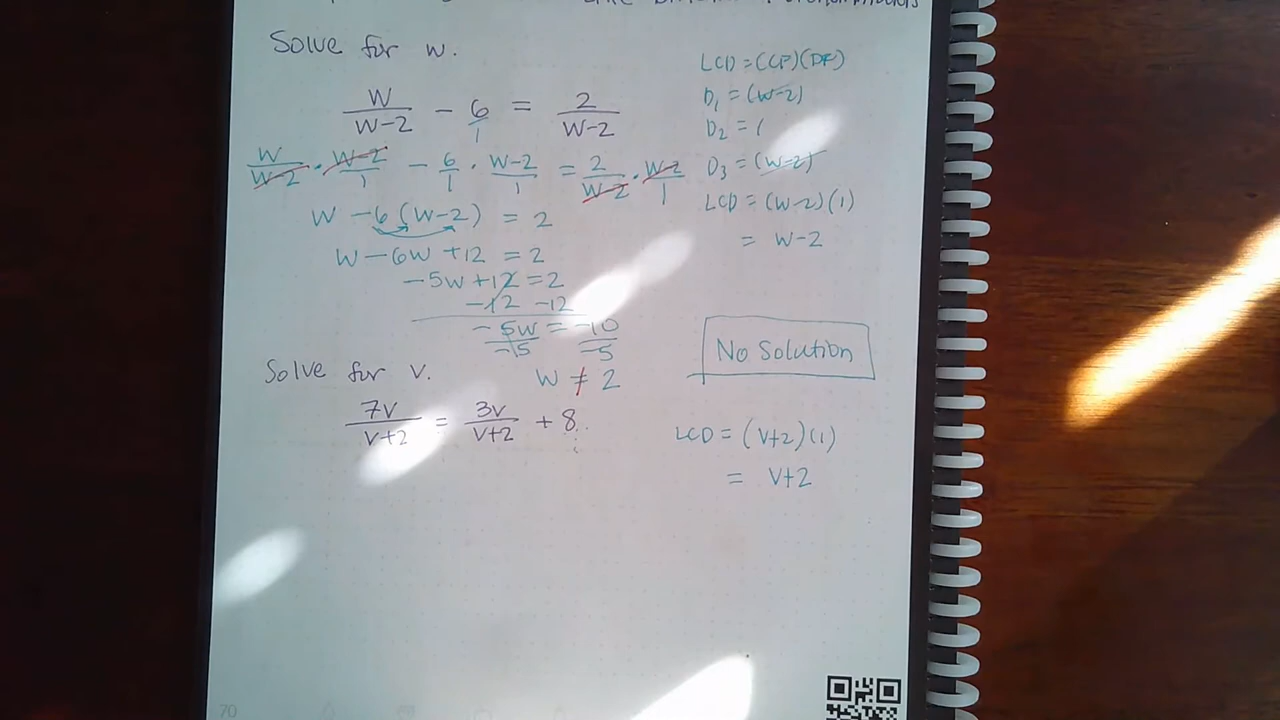 Solve for w.
w/(w-2) - 6/1 = 2/(w-2)
w/(w-2) · (w-2)/1 - 6/1 · (w-2)/1 = 2/(w-2) · (w-2)/1
w - 6(w-2) = 2
w - 6w + 12 = 2
-5w + 12 = 2
-12 -12
-5w/-5 = -10/-5
w ≠ 2
LCD = (CF)(DF)
D₁ = (w-2)
D₂ = 1
D₃ = (w-2)
LCD = (w-2)(1)
= w-2
No Solution
Solve for v.
7v/(v+2) = 3v/(v+2) + 8
LCD = (v+2)(1)
= v+2
70